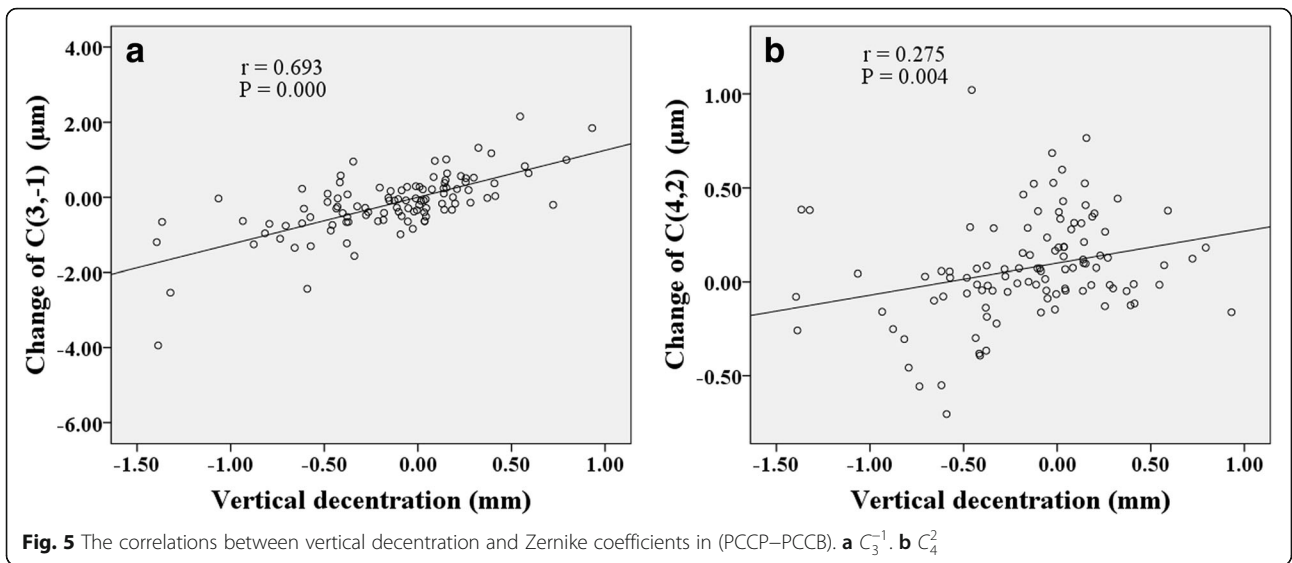 a
r = 0.693
P = 0.000
4.00
2.00
0.00
-2.00
-4.00
-6.00
Change of C(3,-1) (μm)
-1.50 -1.00 -0.50 0.00 0.50 1.00
Vertical decentration (mm)
b
r = 0.275
P = 0.004
1.00
0.50
0.00
-0.50
Change of C(4,2) (μm)
-1.50 -1.00 -0.50 0.00 0.50 1.00
Vertical decentration (mm)
Fig. 5 The correlations between vertical decentration and Zernike coefficients in (PCCP–PCCB). a C₃⁻¹. b C₄²